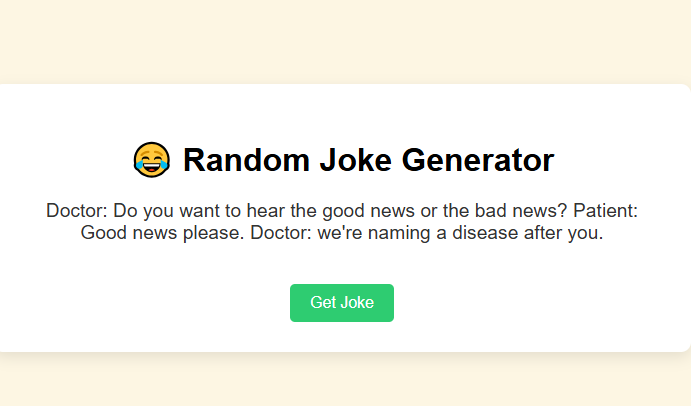 😂 Random Joke Generator
Doctor: Do you want to hear the good news or the bad news? Patient:
Good news please. Doctor: we're naming a disease after you.
Get Joke